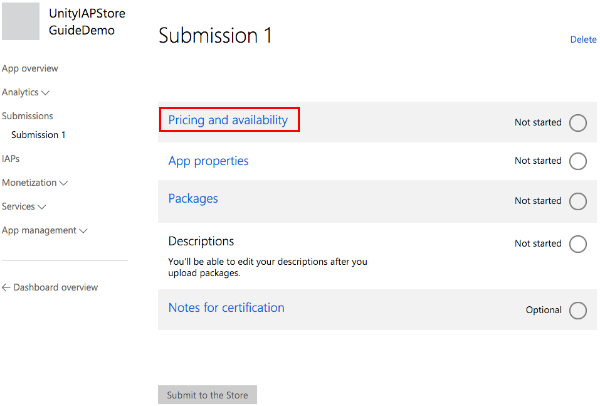 UnityIAPStore
GuideDemo
App overview
Analytics
Submissions
Submission 1
IAPs
Monetization
Services
App management
Dashboard overview
Submission 1
Delete
Pricing and availability
Not started
App properties
Not started
Packages
Not started
Descriptions
Not started
You'll be able to edit your descriptions after you
upload packages.
Notes for certification
Optional
Submit to the Store